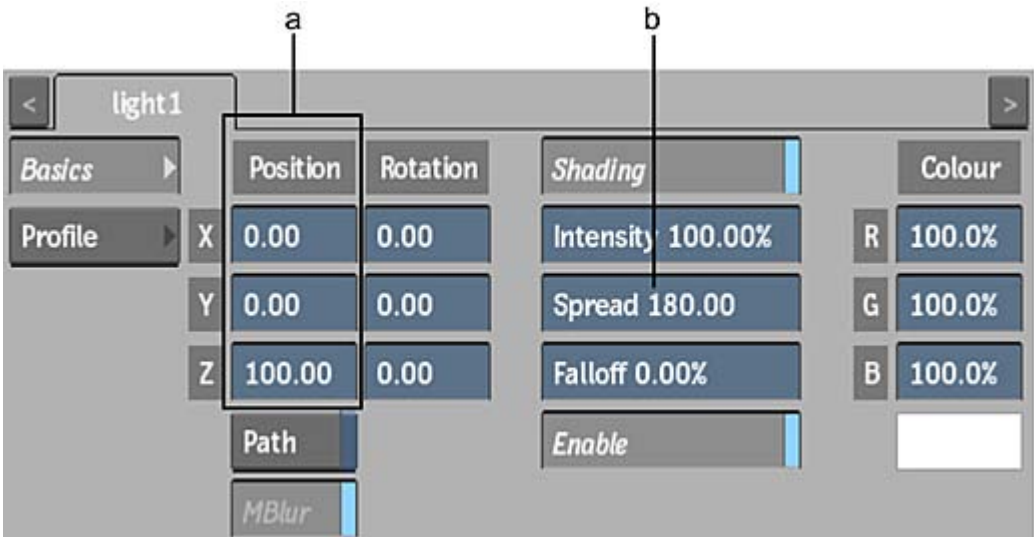 a b
< light1 >
Basics Position Rotation Shading Colour
Profile X 0.00 0.00 Intensity 100.00% R 100.0%
Y 0.00 0.00 Spread 180.00 G 100.0%
Z 100.00 0.00 Falloff 0.00% B 100.0%
Path Enable
MBlur